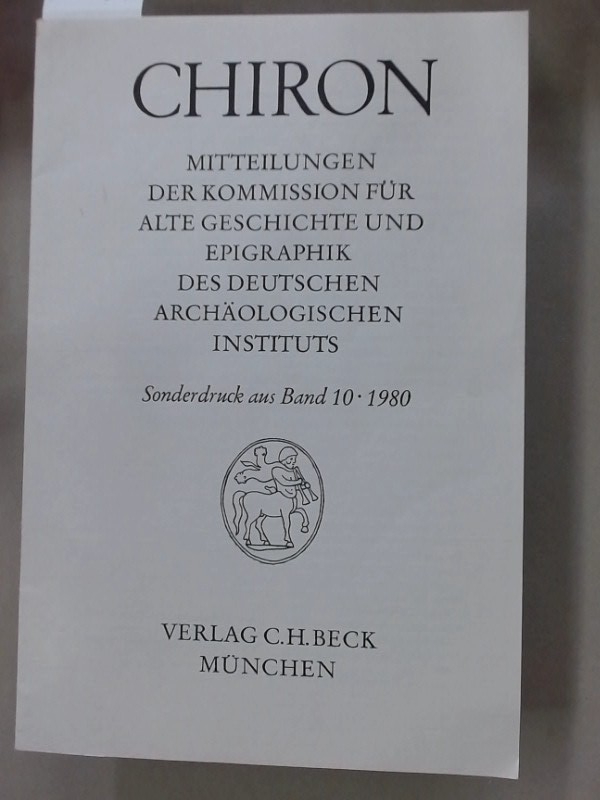 CHIRON
MITTEILUNGEN
DER KOMMISSION FÜR
ALTE GESCHICHTE UND
EPIGRAPHIK
DES DEUTSCHEN
ARCHÄOLOGISCHEN
INSTITUTS
Sonderdruck aus Band 10 · 1980
VERLAG C.H.BECK
MÜNCHEN